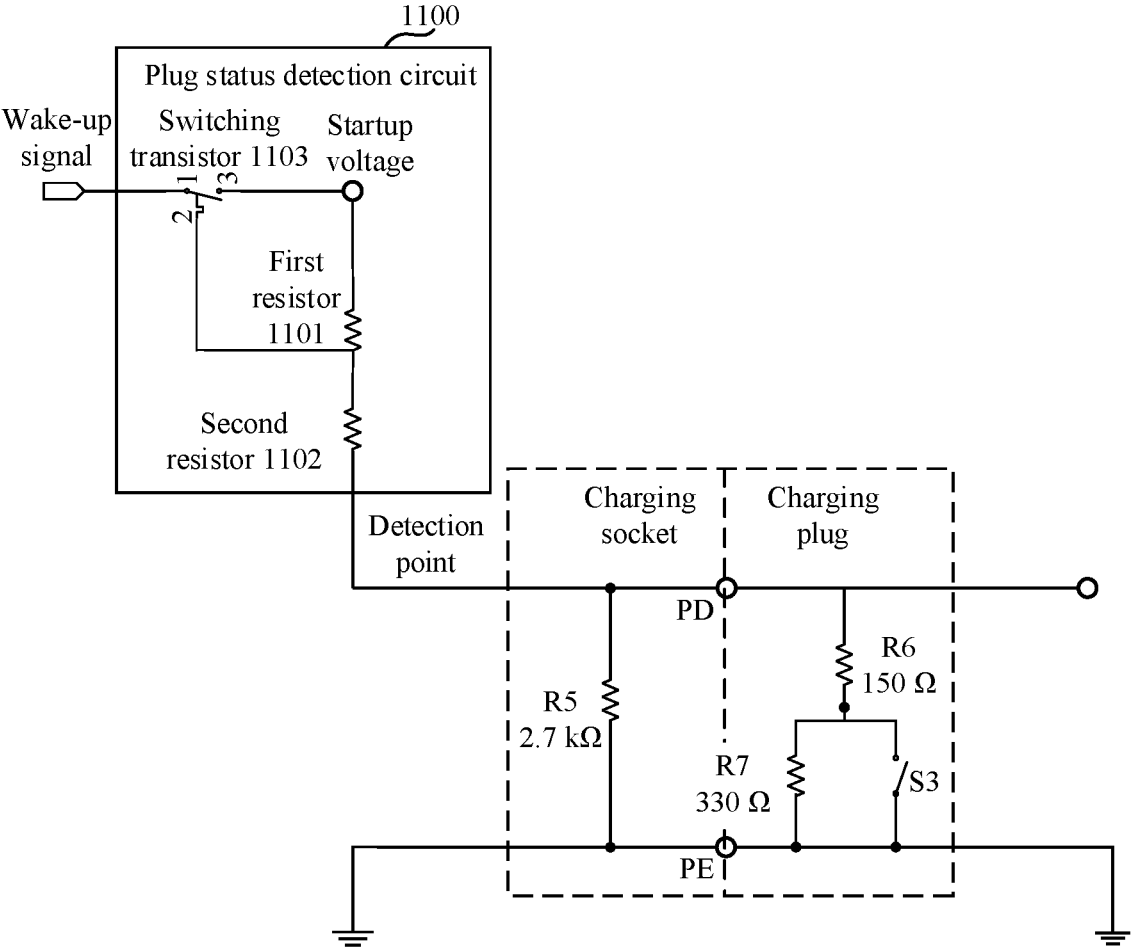 1100
Plug status detection circuit
Wake-up
signal
Switching
transistor 1103
Startup
voltage
1
3
2
First
resistor
1101
Second
resistor 1102
Detection
point
Charging
socket
Charging
plug
PD
R6
150 Ω
R5
2.7 kΩ
R7
330 Ω
S3
PE